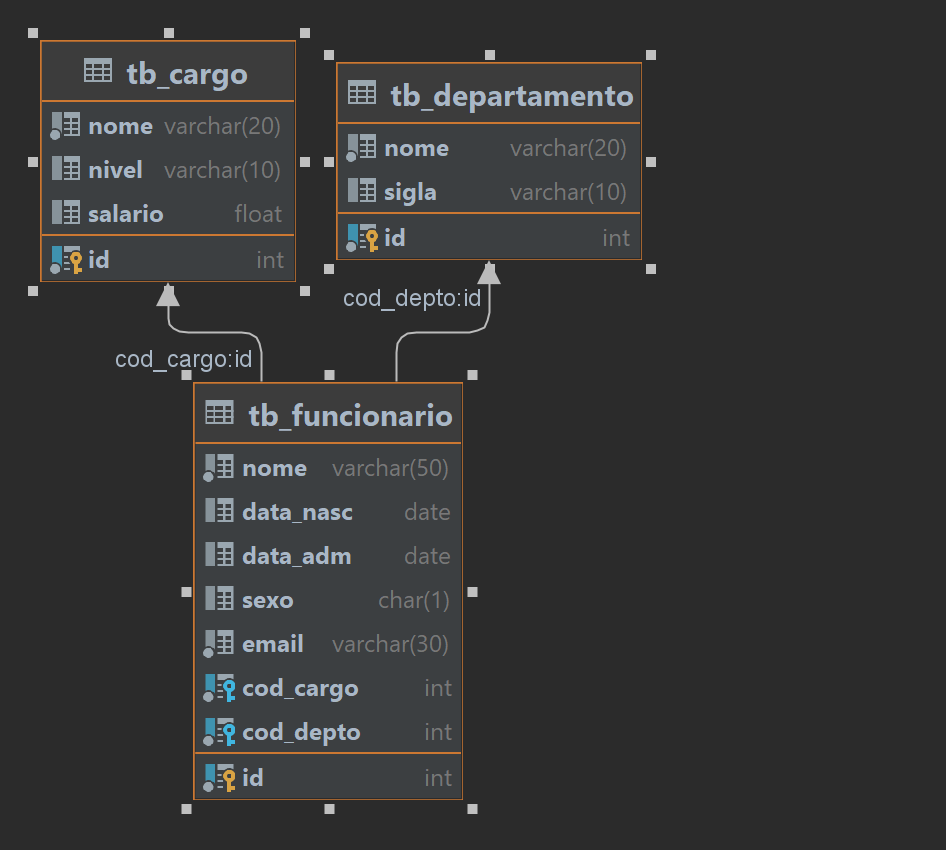 tb_cargo
nome varchar(20)
nivel varchar(10)
salario float
id int
tb_departamento
nome varchar(20)
sigla varchar(10)
id int
cod_depto:id
cod_cargo:id
tb_funcionario
nome varchar(50)
data_nasc date
data_adm date
sexo char(1)
email varchar(30)
cod_cargo int
cod_depto int
id int